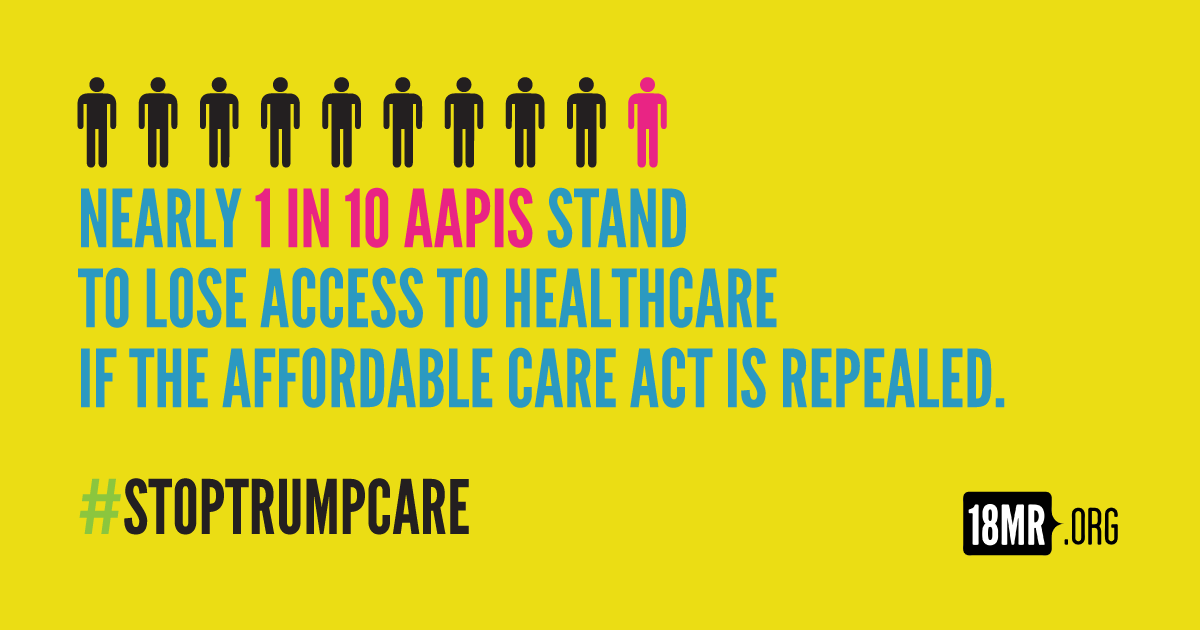 NEARLY 1 IN 10 AAPIS STAND
TO LOSE ACCESS TO HEALTHCARE
IF THE AFFORDABLE CARE ACT IS REPEALED.
#STOPTRUMPCARE
18MR.ORG